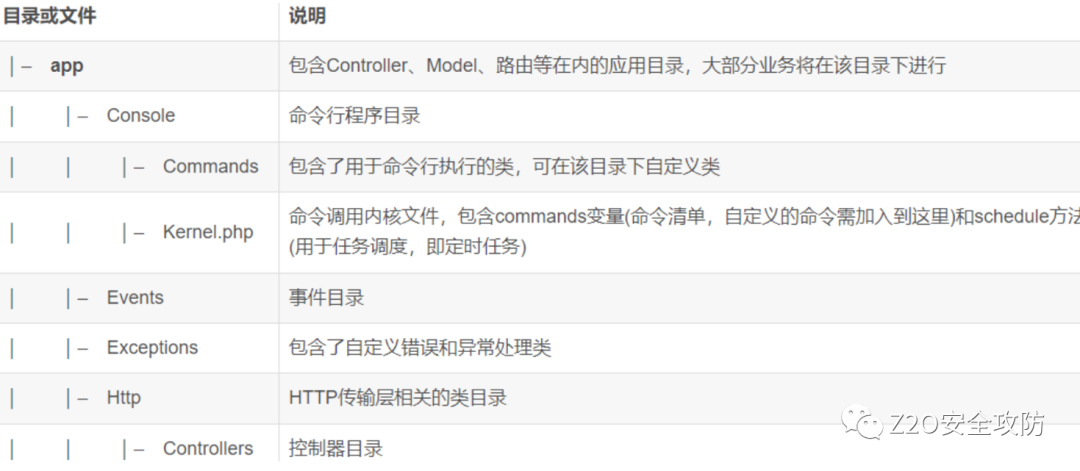 目录或文件 说明
|– app 包含Controller、Model、路由等在内的应用目录，大部分业务将在该目录下进行
| |– Console 命令行程序目录
| | |– Commands 包含了用于命令行执行的类，可在该目录下自定义类
| | |– Kernel.php 命令调用内核文件，包含commands变量(命令清单，自定义的命令需加入到这里)和schedule方法
(用于任务调度，即定时任务)
| |– Events 事件目录
| |– Exceptions 包含了自定义错误和异常处理类
| |– Http HTTP传输层相关的类目录
| | |– Controllers 控制器目录
Z2O安全攻防